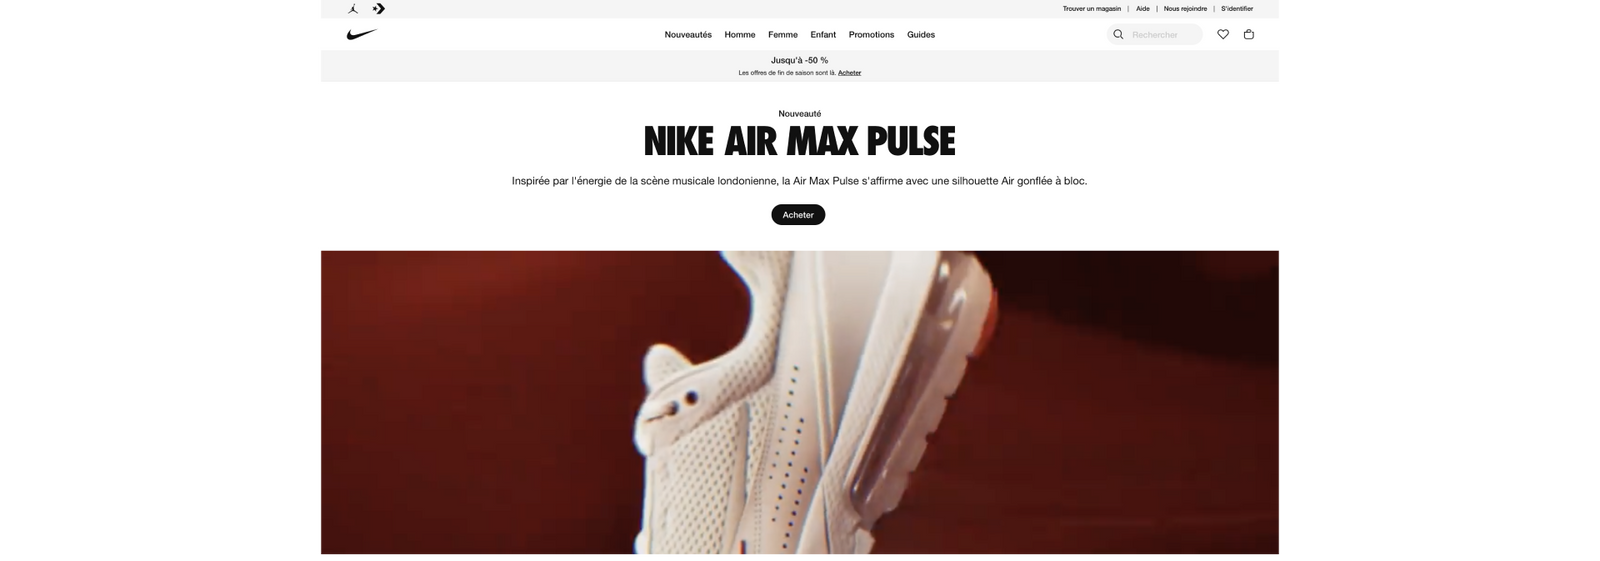 Trouver un magasin | Aide | Nous rejoindre | S'identifier
Nouveautés Homme Femme Enfant Promotions Guides
Rechercher
Jusqu'à -50 %
Les offres de fin de saison sont là. Acheter
Nouveauté
NIKE AIR MAX PULSE
Inspirée par l'énergie de la scène musicale londonienne, la Air Max Pulse s'affirme avec une silhouette Air gonflée à bloc.
Acheter